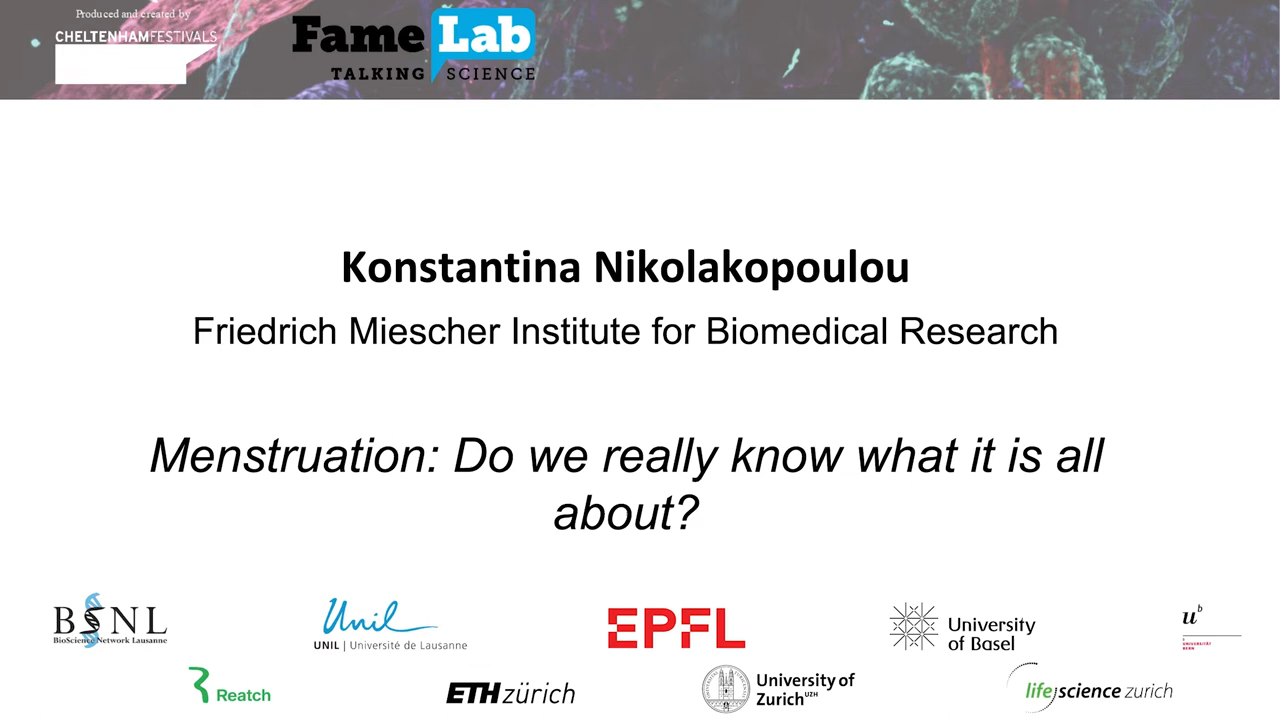 Produced and created by
CHELTENHAMFESTIVALS
Fame Lab
TALKING SCIENCE
Konstantina Nikolakopoulou
Friedrich Miescher Institute for Biomedical Research
Menstruation: Do we really know what it is all
about?
BSNL
BioScience Network Lausanne
Unil
UNIL | Université de Lausanne
EPFL
University
of Basel
u b
UNIVERSITÄT
BERN
Reatch
ETH zürich
University of
Zurich UZH
life science zurich